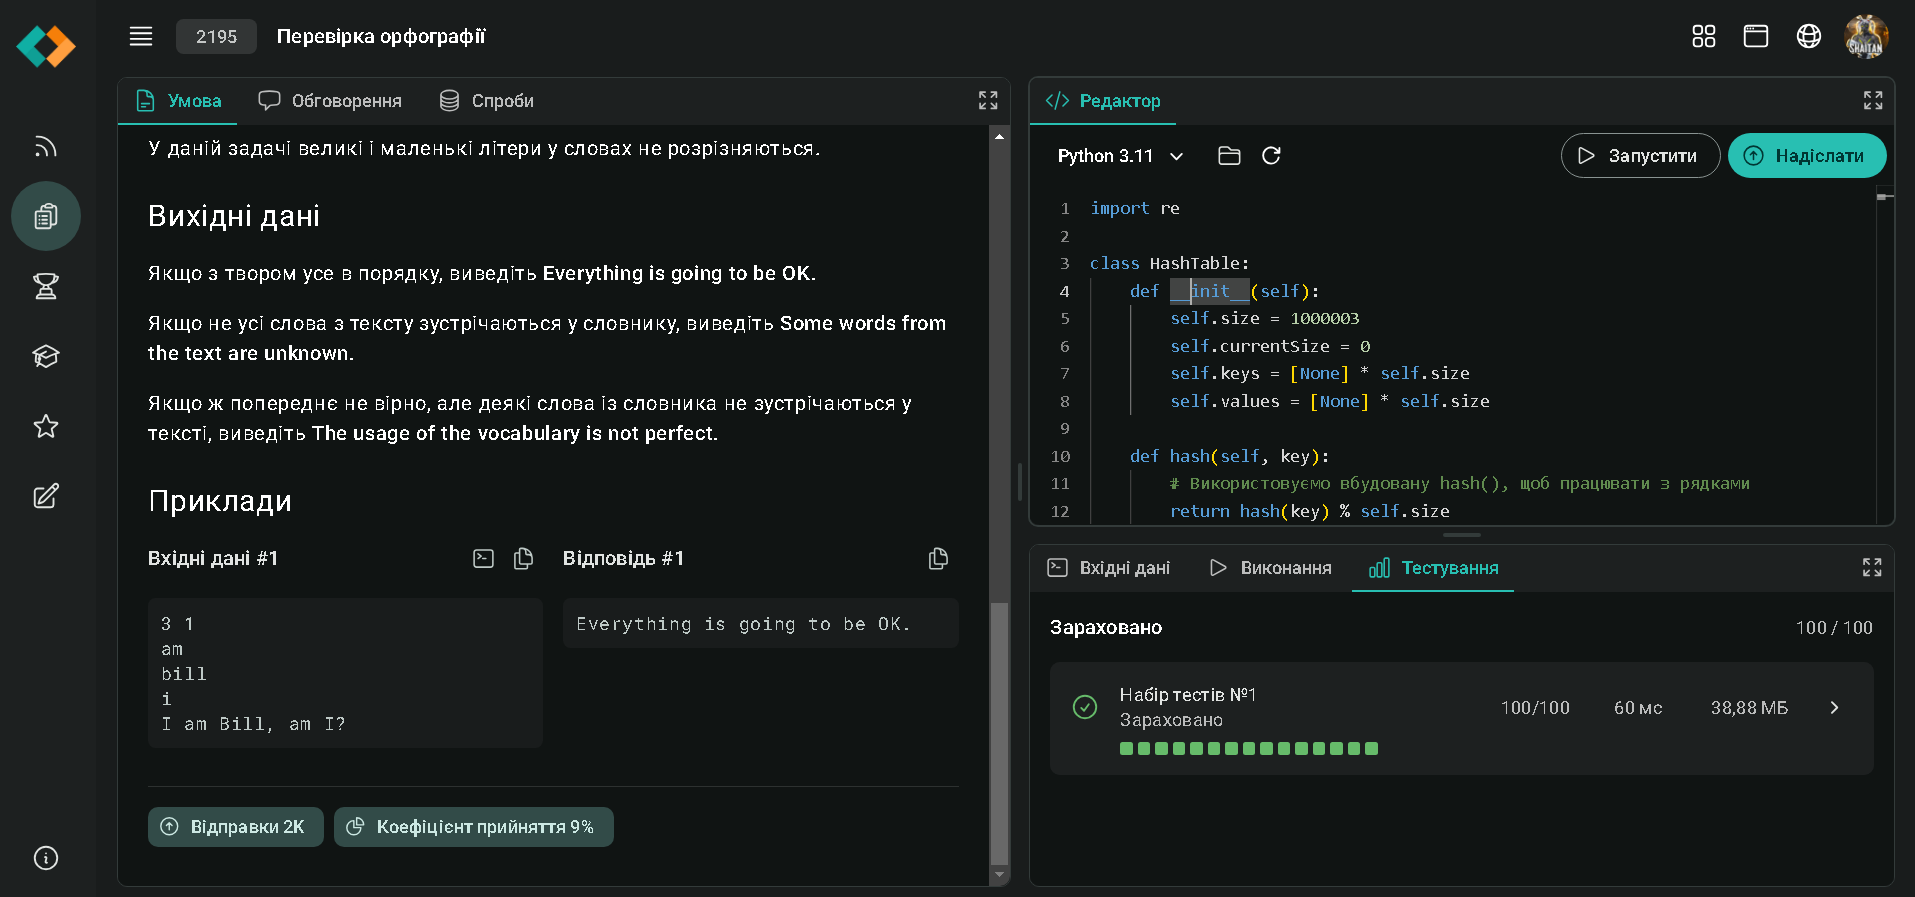 2195
Перевірка орфографії
SHAITAN
Умова
Обговорення
Спроби
У даній задачі великі і маленькі літери у словах не розрізняються.
Вихідні дані
Якщо з твором усе в порядку, виведіть Everything is going to be OK.
Якщо не усі слова з тексту зустрічаються у словнику, виведіть Some words from
the text are unknown.
Якщо ж попереднє не вірно, але деякі слова із словника не зустрічаються у
тексті, виведіть The usage of the vocabulary is not perfect.
Приклади
Вхідні дані #1
Відповідь #1
3 1
am
bill
i
I am Bill, am I?
Everything is going to be OK.
Відправки 2K
Коефіцієнт прийняття 9%
Редактор
Python 3.11
Запустити
Надіслати
1 import re
2
3 class HashTable:
4 def __init__(self):
5 self.size = 1000003
6 self.currentSize = 0
7 self.keys = [None] * self.size
8 self.values = [None] * self.size
9
10 def hash(self, key):
11 # Використовуємо вбудовану hash(), щоб працювати з рядками
12 return hash(key) % self.size
Вхідні дані
Виконання
Тестування
Зараховано
100 / 100
Набір тестів №1
Зараховано
100/100
60 мс
38,88 МБ